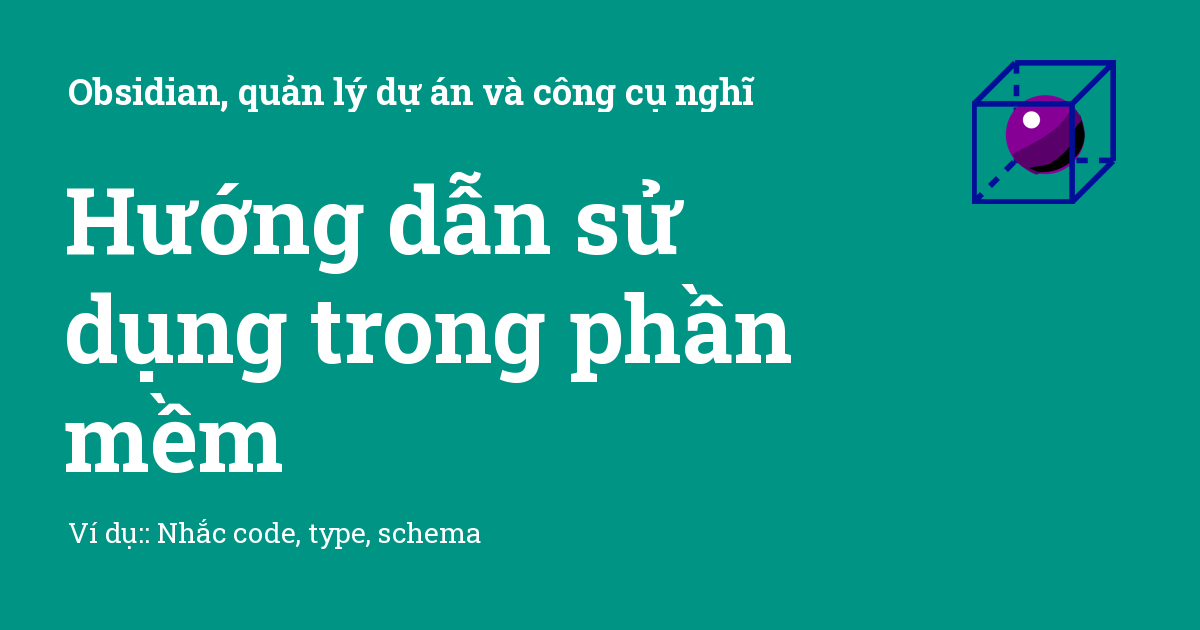 Obsidian, quản lý dự án và công cụ nghĩ
Hướng dẫn sử
dụng trong phần
mềm
Ví dụ:: Nhắc code, type, schema